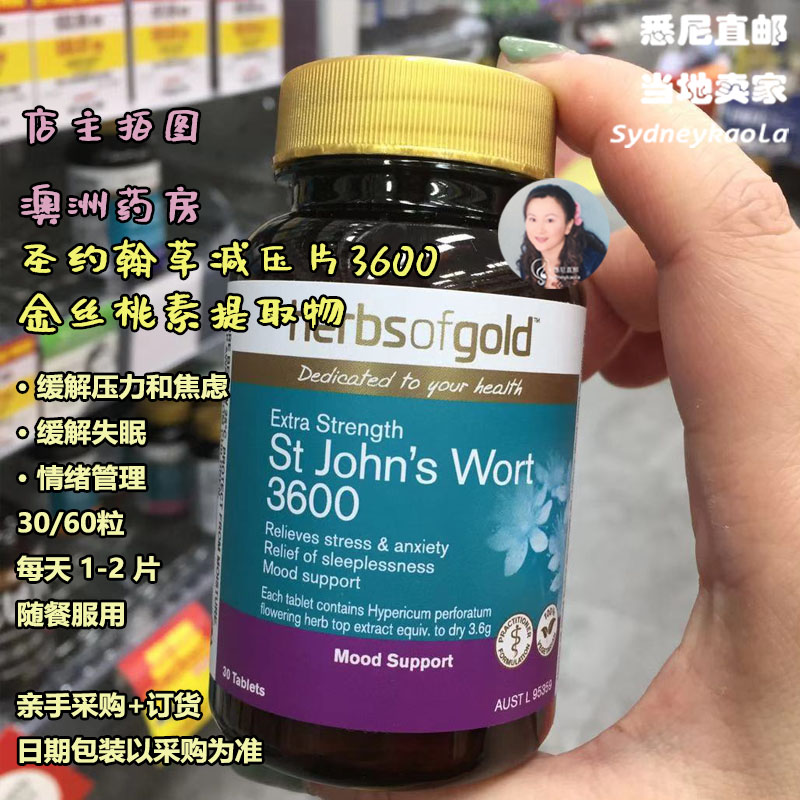 悉尼直邮
当地卖家
Sydneykaola
店主拍图
澳洲药房
圣约翰草减压片3600
金丝桃素提取物
herbsofgold™
Dedicated to your health
• 缓解压力和焦虑
• 缓解失眠
• 情绪管理
30/60粒
每天 1-2 片
随餐服用
Extra Strength
St John's Wort
3600
Relieves stress & anxiety
Relief of sleeplessness
Mood support
Each tablet contains Hypericum perforatum
flowering herb top extract equiv. to dry 3.6g
PRACTITIONER
FORMULATION
Mood Support
30 Tablets
AUST L 95359
亲手采购+订货
日期包装以采购为准